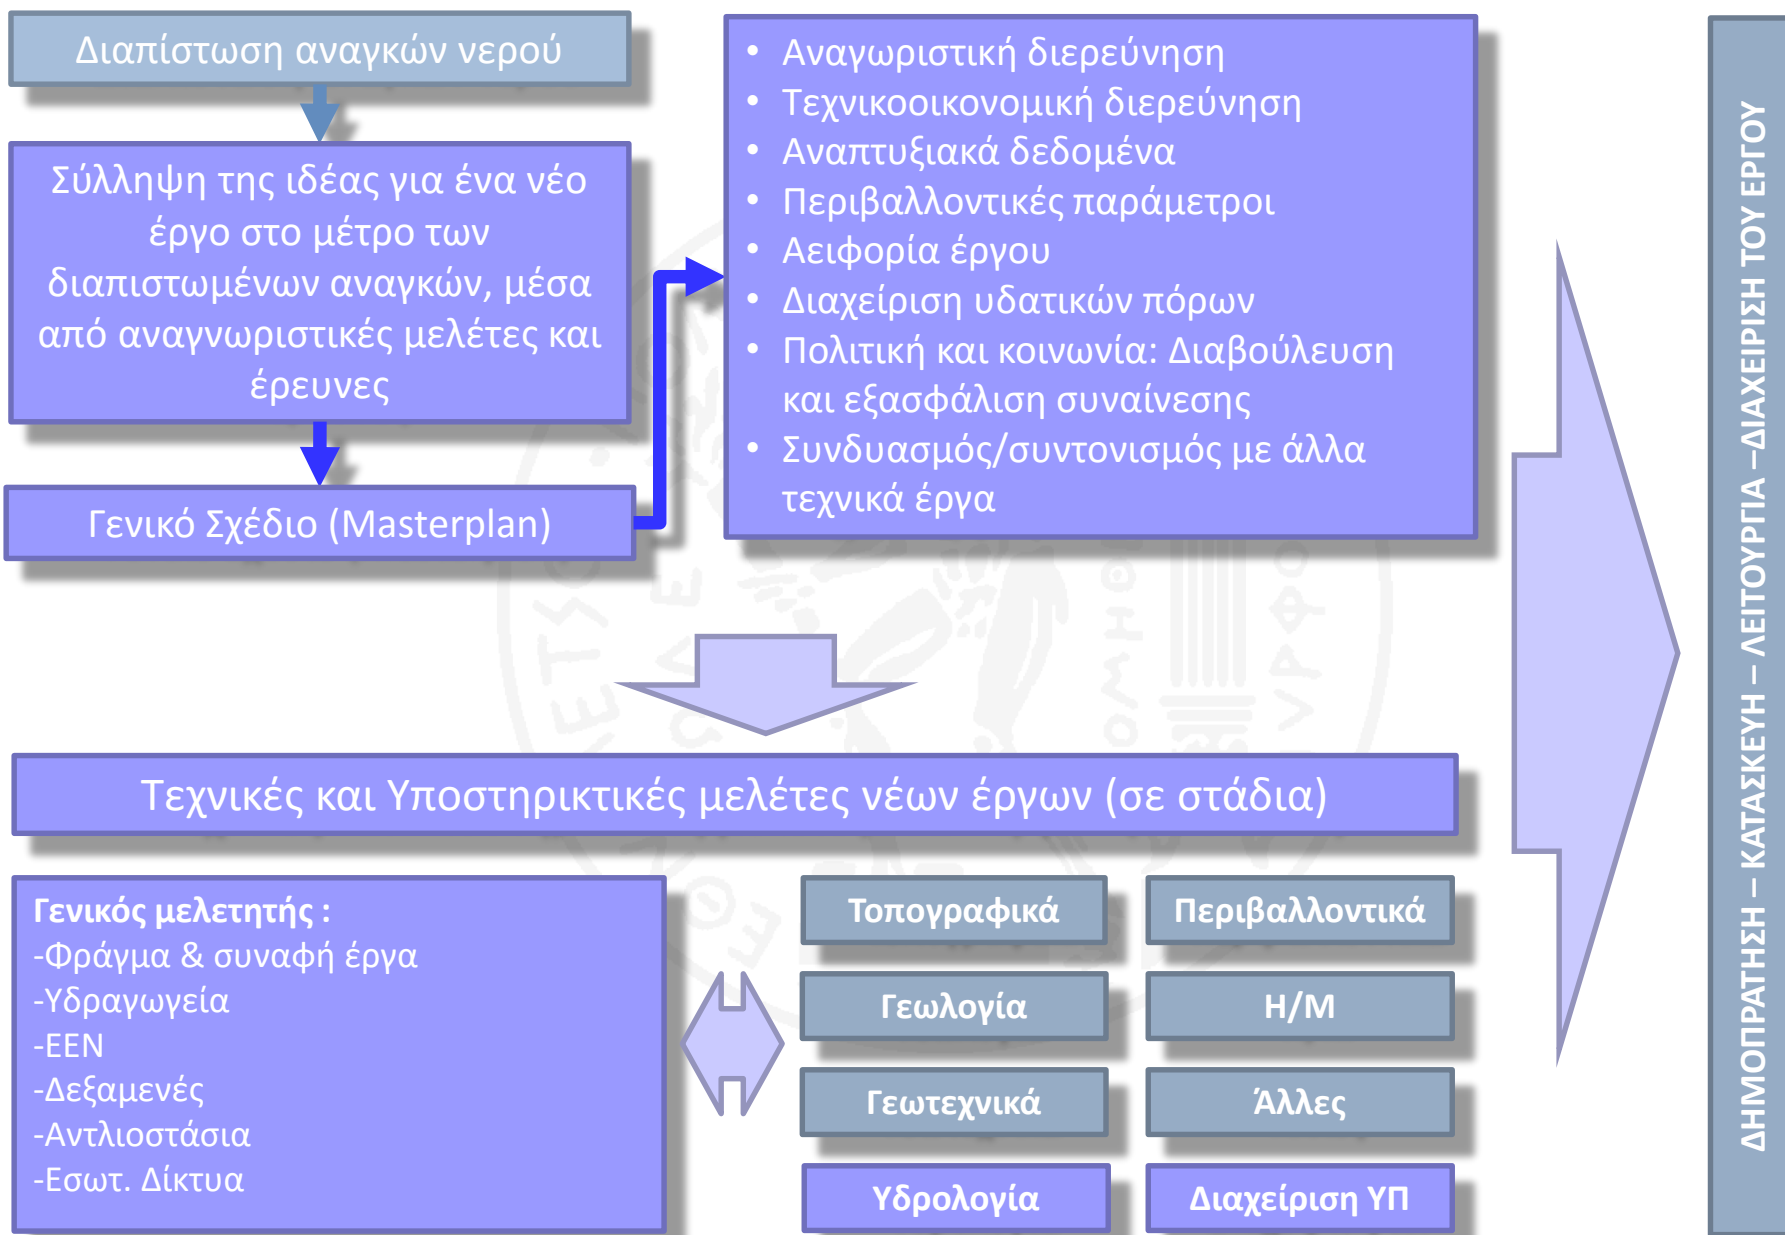 Διαπίστωση αναγκών νερού
Σύλληψη της ιδέας για ένα νέο
έργο στο μέτρο των
διαπιστωμένων αναγκών, μέσα
από αναγνωριστικές μελέτες και
έρευνες
Γενικό Σχέδιο (Masterplan)
• Αναγωριστική διερεύνηση
• Τεχνικοοικονομική διερεύνηση
• Αναπτυξιακά δεδομένα
• Περιβαλλοντικές παράμετροι
• Αειφορία έργου
• Διαχείριση υδατικών πόρων
• Πολιτική και κοινωνία: Διαβούλευση
και εξασφάλιση συναίνεσης
• Συνδυασμός/συντονισμός με άλλα
τεχνικά έργα
Τεχνικές και Υποστηρικτικές μελέτες νέων έργων (σε στάδια)
Γενικός μελετητής :
-Φράγμα & συναφή έργα
-Υδραγωγεία
-ΕΕΝ
-Δεξαμενές
-Αντλιοστάσια
-Εσωτ. Δίκτυα
Τοπογραφικά
Περιβαλλοντικά
Γεωλογία
Η/Μ
Γεωτεχνικά
Άλλες
Υδρολογία
Διαχείριση ΥΠ
ΔΗΜΟΠΡΑΤΗΣΗ – ΚΑΤΑΣΚΕΥΗ – ΛΕΙΤΟΥΡΓΙΑ –ΔΙΑΧΕΙΡΙΣΗ ΤΟΥ ΕΡΓΟΥ